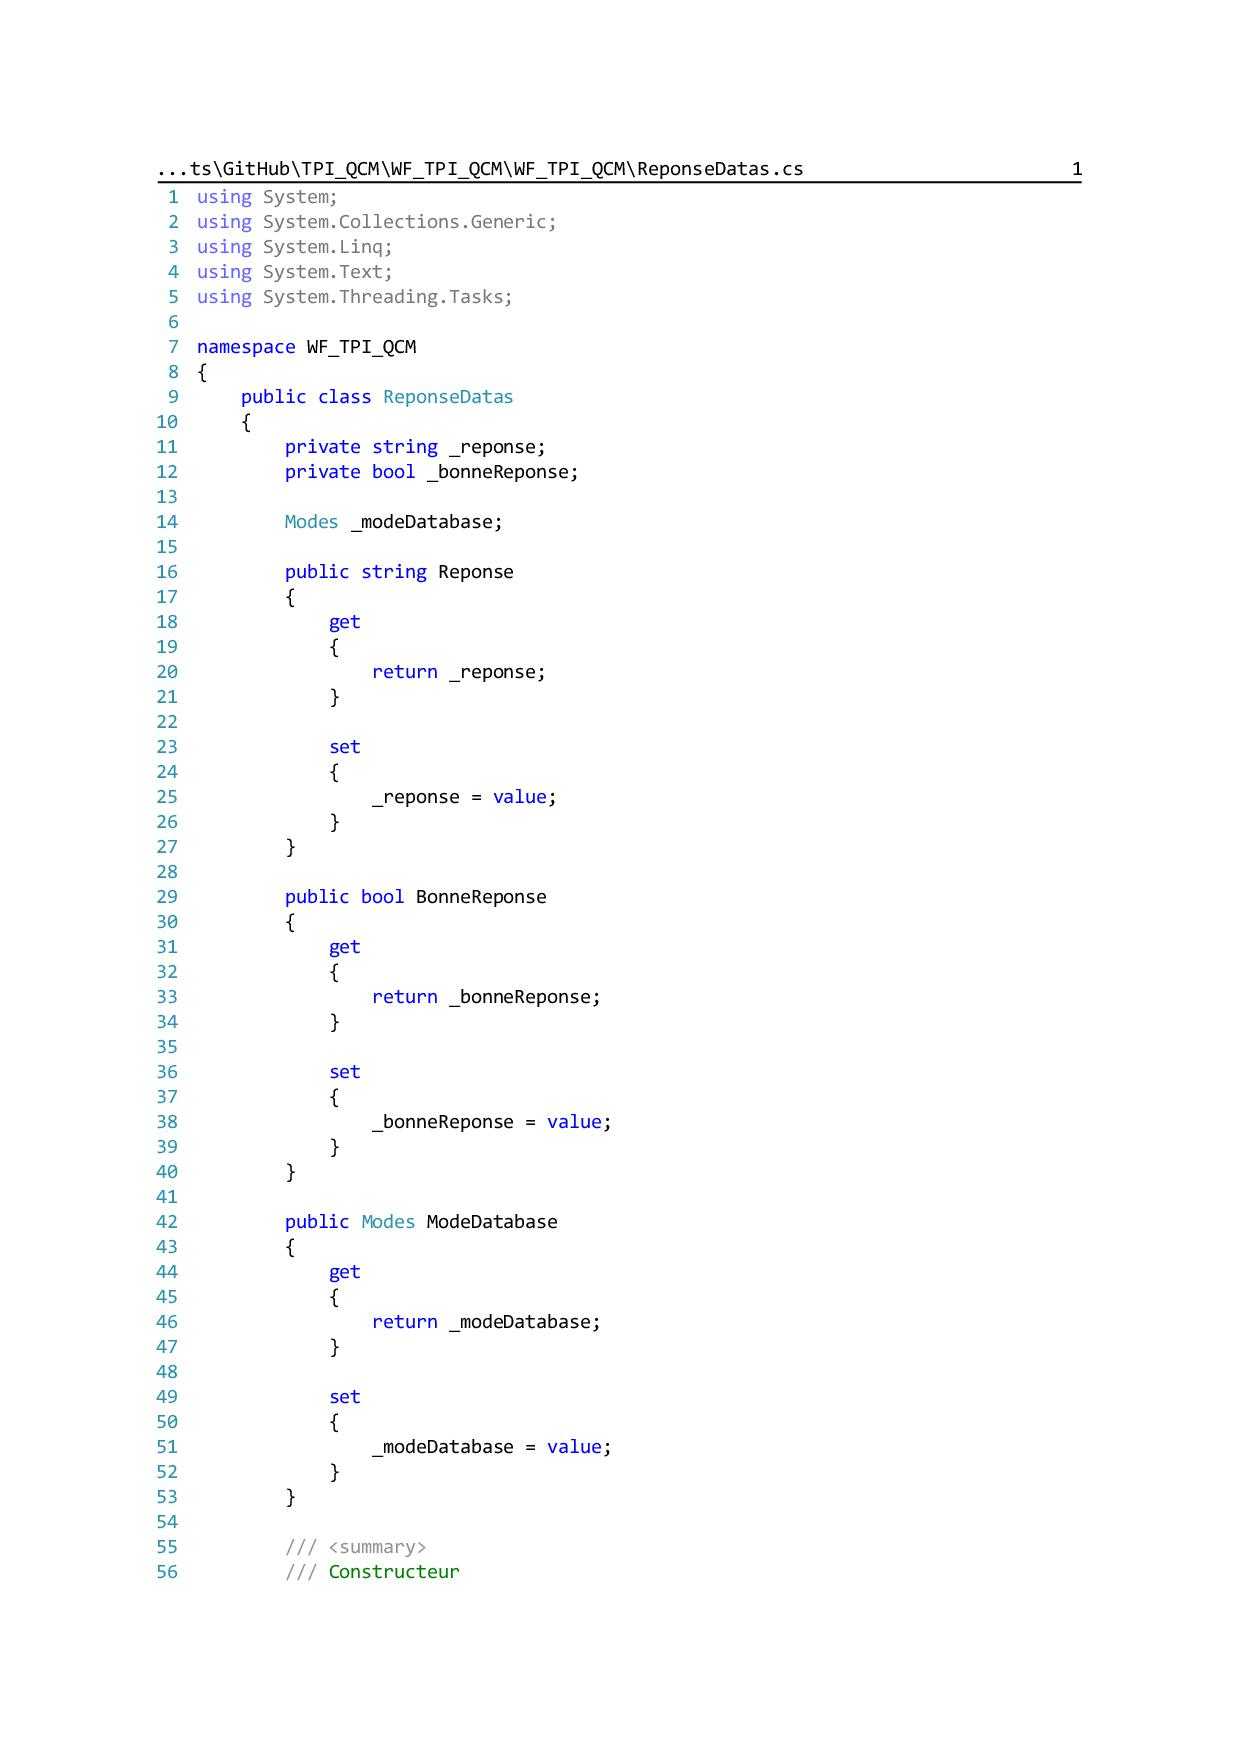 ...ts\GitHub\TPI_QCM\WF_TPI_QCM\WF_TPI_QCM\ReponseDatas.cs 1
1 using System;
2 using System.Collections.Generic;
3 using System.Linq;
4 using System.Text;
5 using System.Threading.Tasks;
6
7 namespace WF_TPI_QCM
8 {
9     public class ReponseDatas
10     {
11         private string _reponse;
12         private bool _bonneReponse;
13
14         Modes _modeDatabase;
15
16         public string Reponse
17         {
18             get
19             {
20                 return _reponse;
21             }
22
23             set
24             {
25                 _reponse = value;
26             }
27         }
28
29         public bool BonneReponse
30         {
31             get
32             {
33                 return _bonneReponse;
34             }
35
36             set
37             {
38                 _bonneReponse = value;
39             }
40         }
41
42         public Modes ModeDatabase
43         {
44             get
45             {
46                 return _modeDatabase;
47             }
48
49             set
50             {
51                 _modeDatabase = value;
52             }
53         }
54
55         /// <summary>
56         /// Constructeur